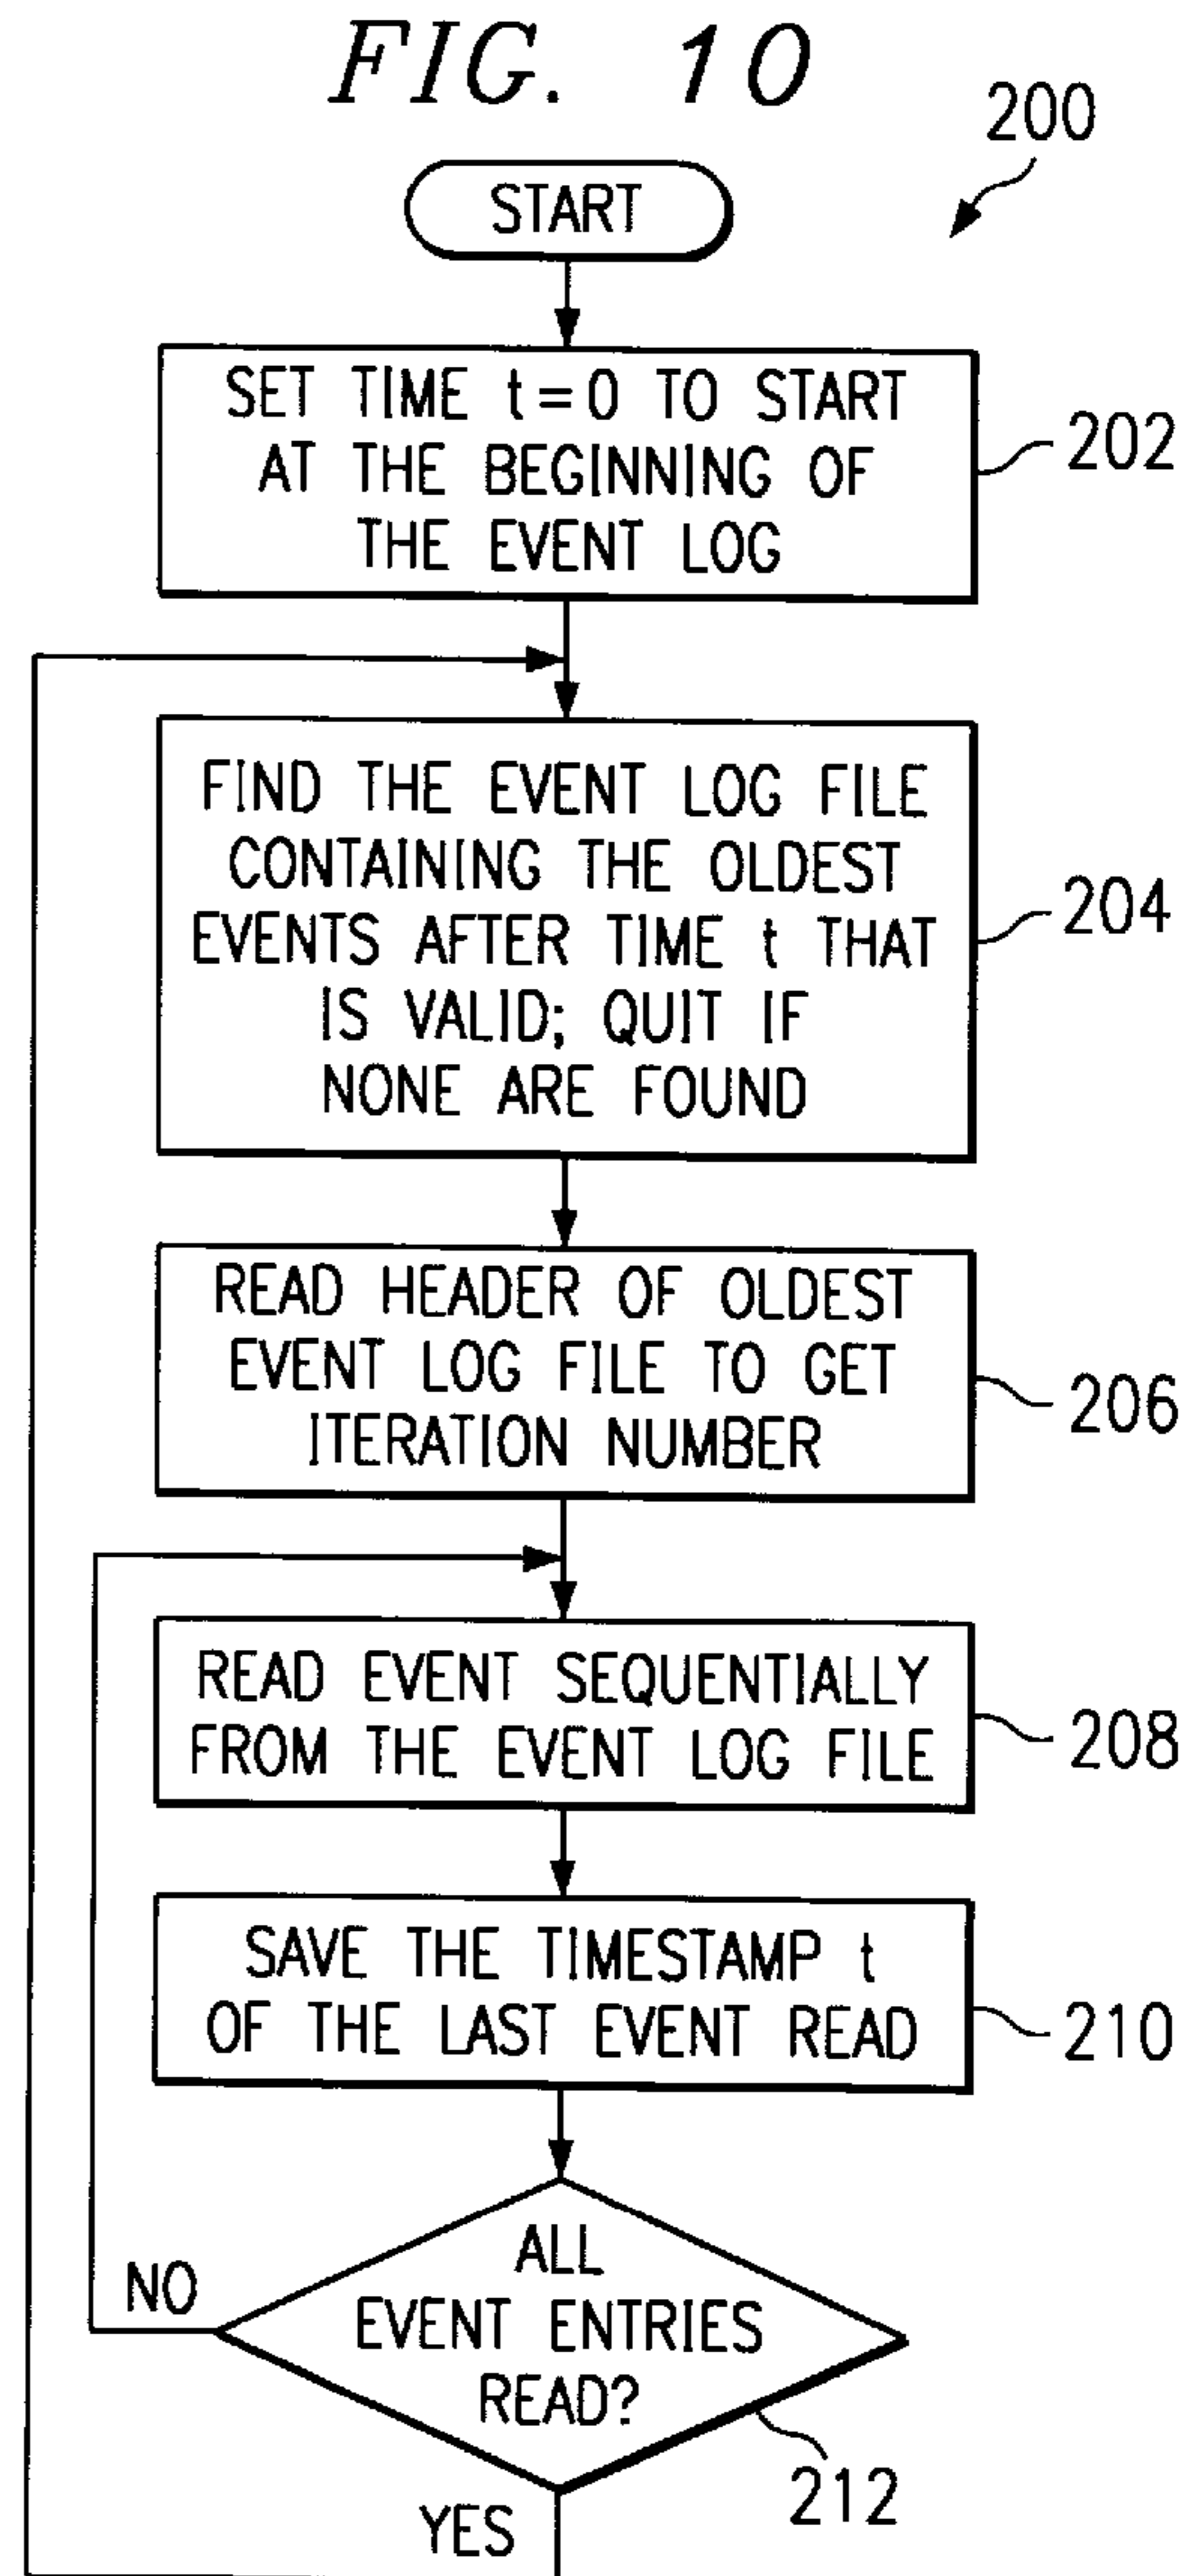 FIG. 10
200
START
SET TIME t=0 TO START
AT THE BEGINNING OF
THE EVENT LOG
202
FIND THE EVENT LOG FILE
CONTAINING THE OLDEST
EVENTS AFTER TIME t THAT
IS VALID; QUIT IF
NONE ARE FOUND
204
READ HEADER OF OLDEST
EVENT LOG FILE TO GET
ITERATION NUMBER
206
READ EVENT SEQUENTIALLY
FROM THE EVENT LOG FILE
208
SAVE THE TIMESTAMP t
OF THE LAST EVENT READ
210
ALL
EVENT ENTRIES
READ?
NO
212
YES